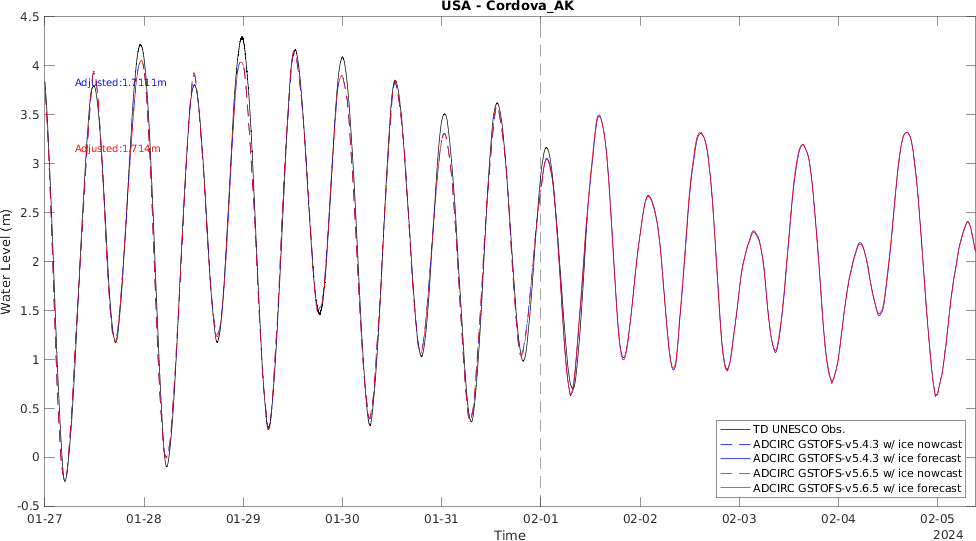 USA - Cordova_AK
4.5
4
3.5
3
2.5
2
1.5
1
0.5
0
-0.5
Water Level (m)
Adjusted:1.7111m
Adjusted:1.714m
TD UNESCO Obs.
ADCIRC GSTOFS-v5.4.3 w/ ice nowcast
ADCIRC GSTOFS-v5.4.3 w/ ice forecast
ADCIRC GSTOFS-v5.6.5 w/ ice nowcast
ADCIRC GSTOFS-v5.6.5 w/ ice forecast
01-27 01-28 01-29 01-30 01-31 02-01 02-02 02-03 02-04 02-05
Time
2024